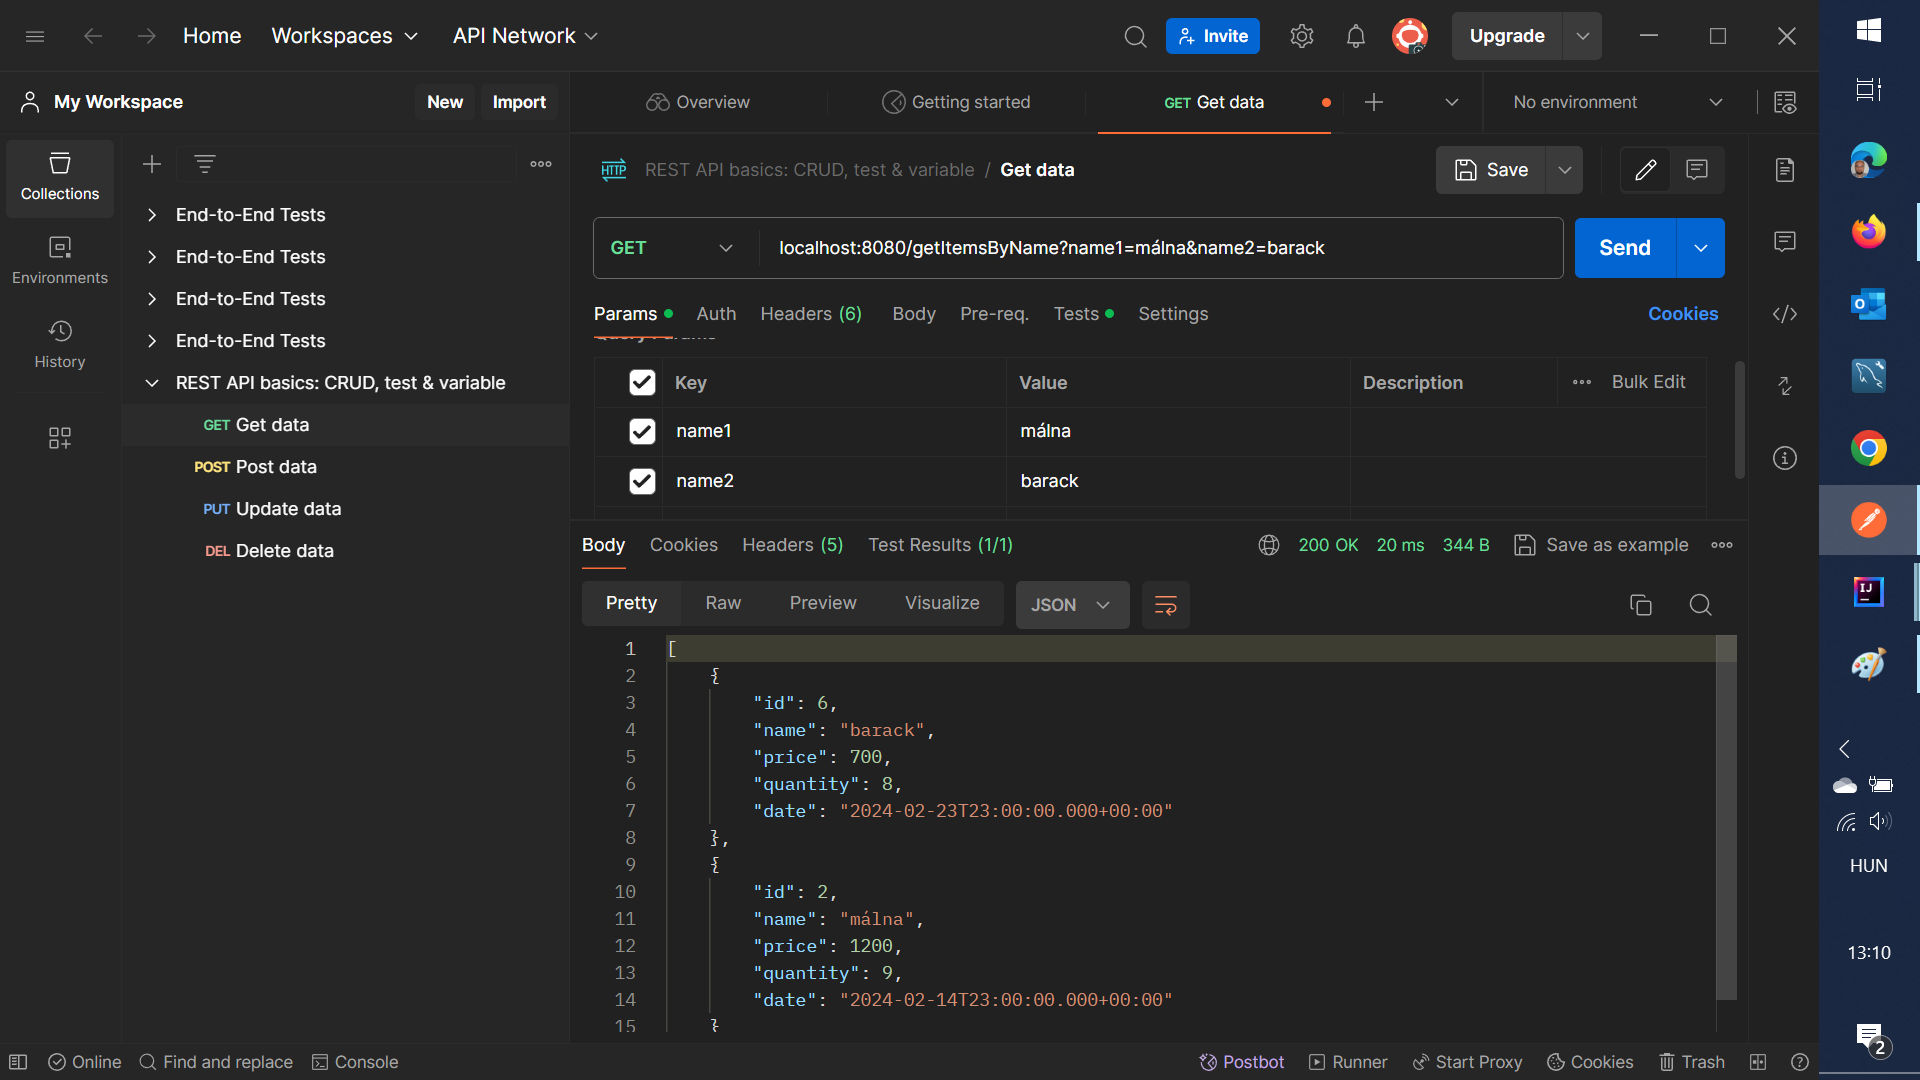 Home Workspaces API Network Invite Upgrade
My Workspace New Import Overview Getting started GET Get data No environment
Collections
Environments
History
End-to-End Tests
End-to-End Tests
End-to-End Tests
End-to-End Tests
REST API basics: CRUD, test & variable
GET Get data
POST Post data
PUT Update data
DEL Delete data
HTTP REST API basics: CRUD, test & variable / Get data Save
GET localhost:8080/getItemsByName?name1=málna&name2=barack Send
Params Auth Headers (6) Body Pre-req. Tests Settings Cookies
Query Params
Key Value Description Bulk Edit
name1 málna
name2 barack
Body Cookies Headers (5) Test Results (1/1) 200 OK 20 ms 344 B Save as example
Pretty Raw Preview Visualize JSON
1 [
2 {
3 "id": 6,
4 "name": "barack",
5 "price": 700,
6 "quantity": 8,
7 "date": "2024-02-23T23:00:00.000+00:00"
8 },
9 {
10 "id": 2,
11 "name": "málna",
12 "price": 1200,
13 "quantity": 9,
14 "date": "2024-02-14T23:00:00.000+00:00"
15 }
Online Find and replace Console Postbot Runner Start Proxy Cookies Trash
IJ
HUN
13:10
2